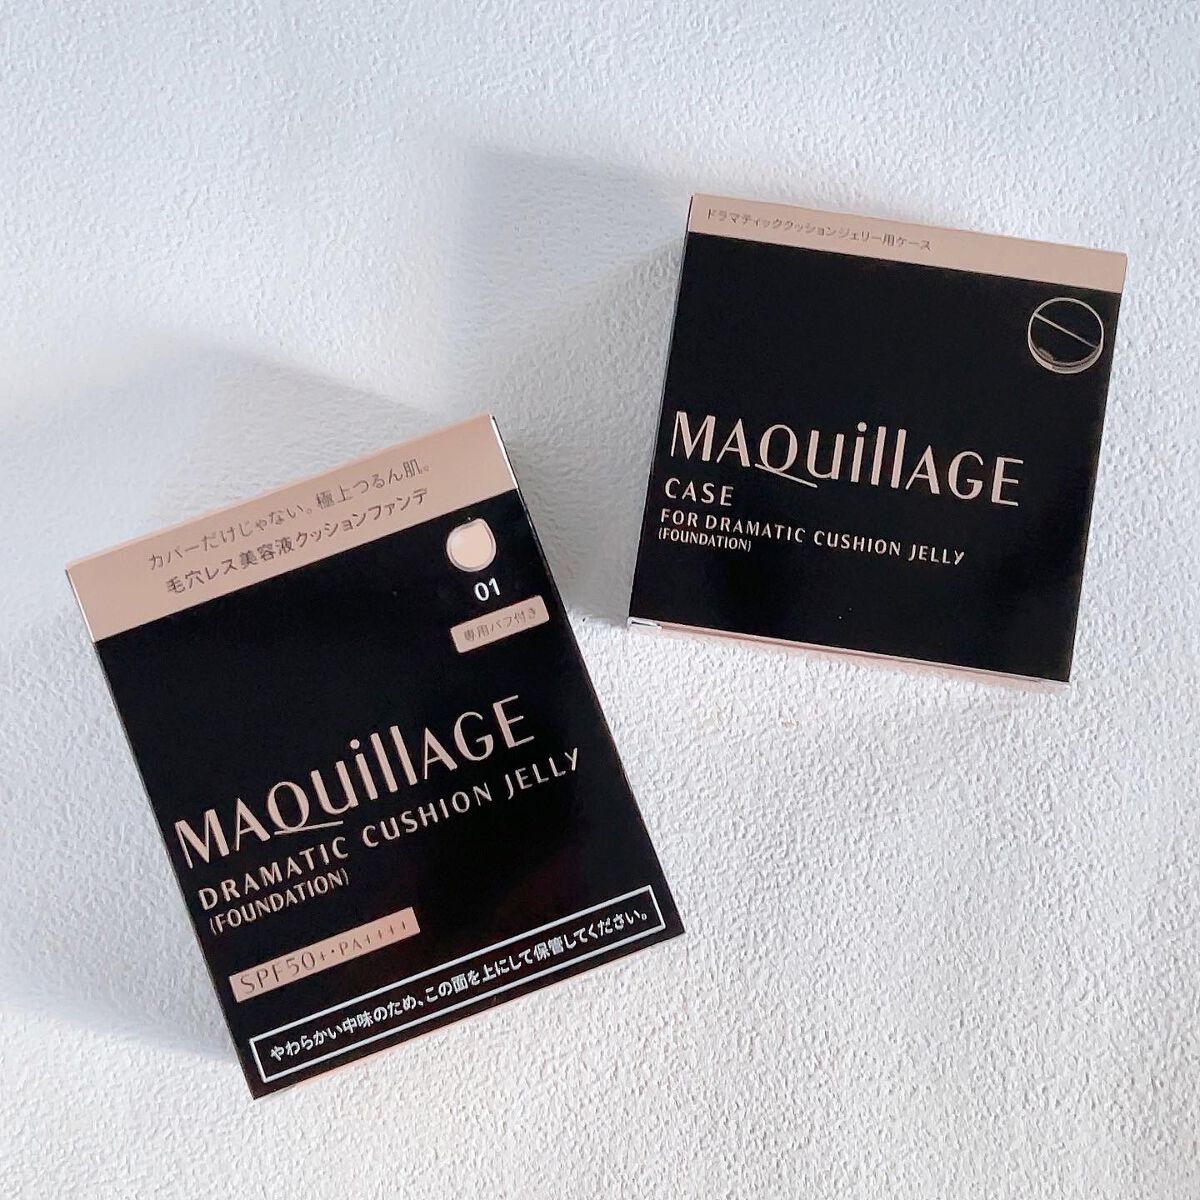 ドラマティッククッションジェリー用ケース
MAQuillAGE
CASE
FOR DRAMATIC CUSHION JELLY
(FOUNDATION)
カバーだけじゃない。極上つるん肌。
毛穴レス美容液クッションファンデ
01
専用パフ付き
MAQuillAGE
DRAMATIC CUSHION JELLY
(FOUNDATION)
SPF50+・PA++++
やわらかい中味のため、この面を上にして保管してください。